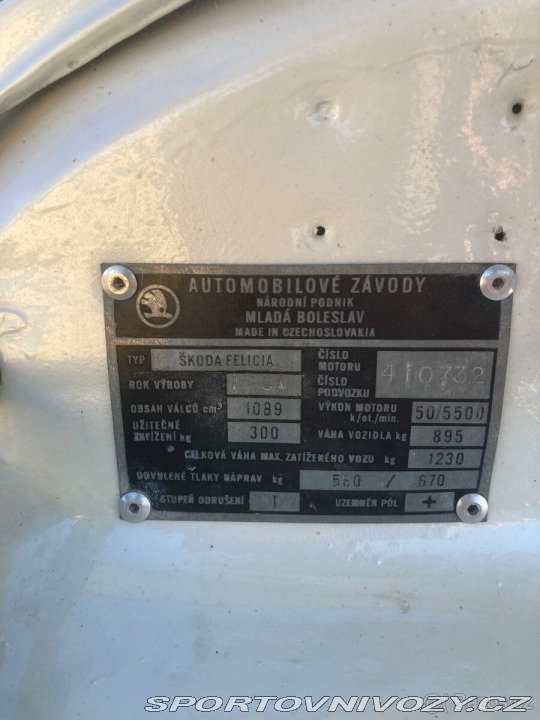 AUTOMOBILOVÉ ZÁVODY
NÁRODNÍ PODNIK
MLADÁ BOLESLAV
MADE IN CZECHOSLOVAKIA
TYP ŠKODA FELICIA
ČÍSLO MOTORU
ČÍSLO PODVOZKU
410732
ROK VÝROBY
OBSAH VÁLCŮ cm³ 1089
VÝKON MOTORU k/ot./min. 50/5500
UŽITEČNÉ ZATÍŽENÍ kg 300
VÁHA VOZIDLA kg 895
CELKOVÁ VÁHA MAX. ZATÍŽENÉHO VOZU kg 1230
DOVOLENÉ TLAKY NÁPRAV kg 560 / 670
STUPEŇ ODRUŠENÍ I
UZEMNĚN PÓL +
SPORTOVNIVOZY.CZ